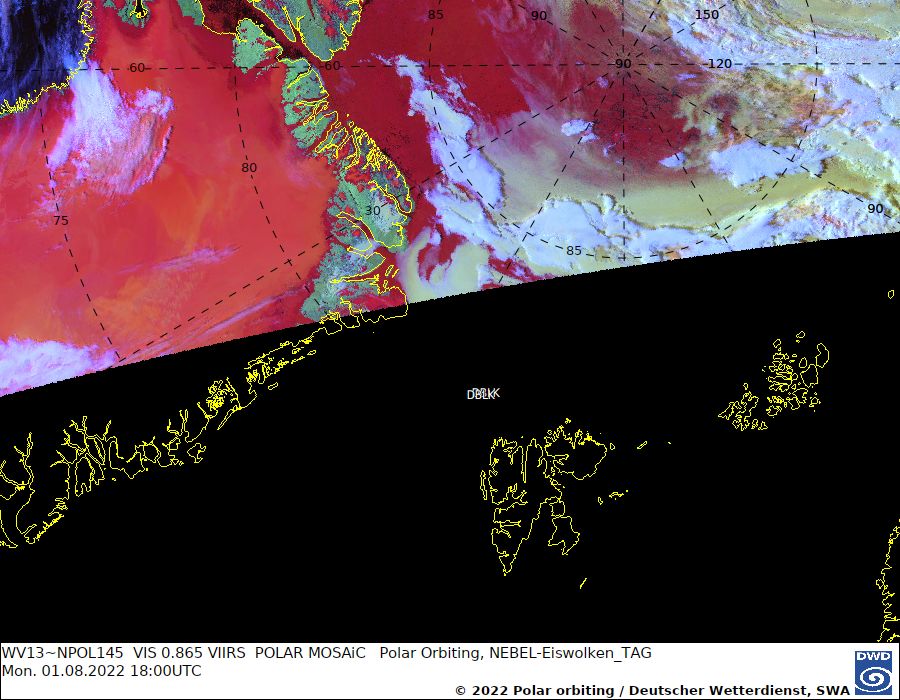 85
90
150
60
60
90
120
80
30
75
90
85
DBLK
WV13~NPOL145 VIS 0.865 VIIRS POLAR MOSAiC Polar Orbiting, NEBEL-Eiswolken_TAG
Mon. 01.08.2022 18:00UTC
DWD
© 2022 Polar orbiting / Deutscher Wetterdienst, SWA